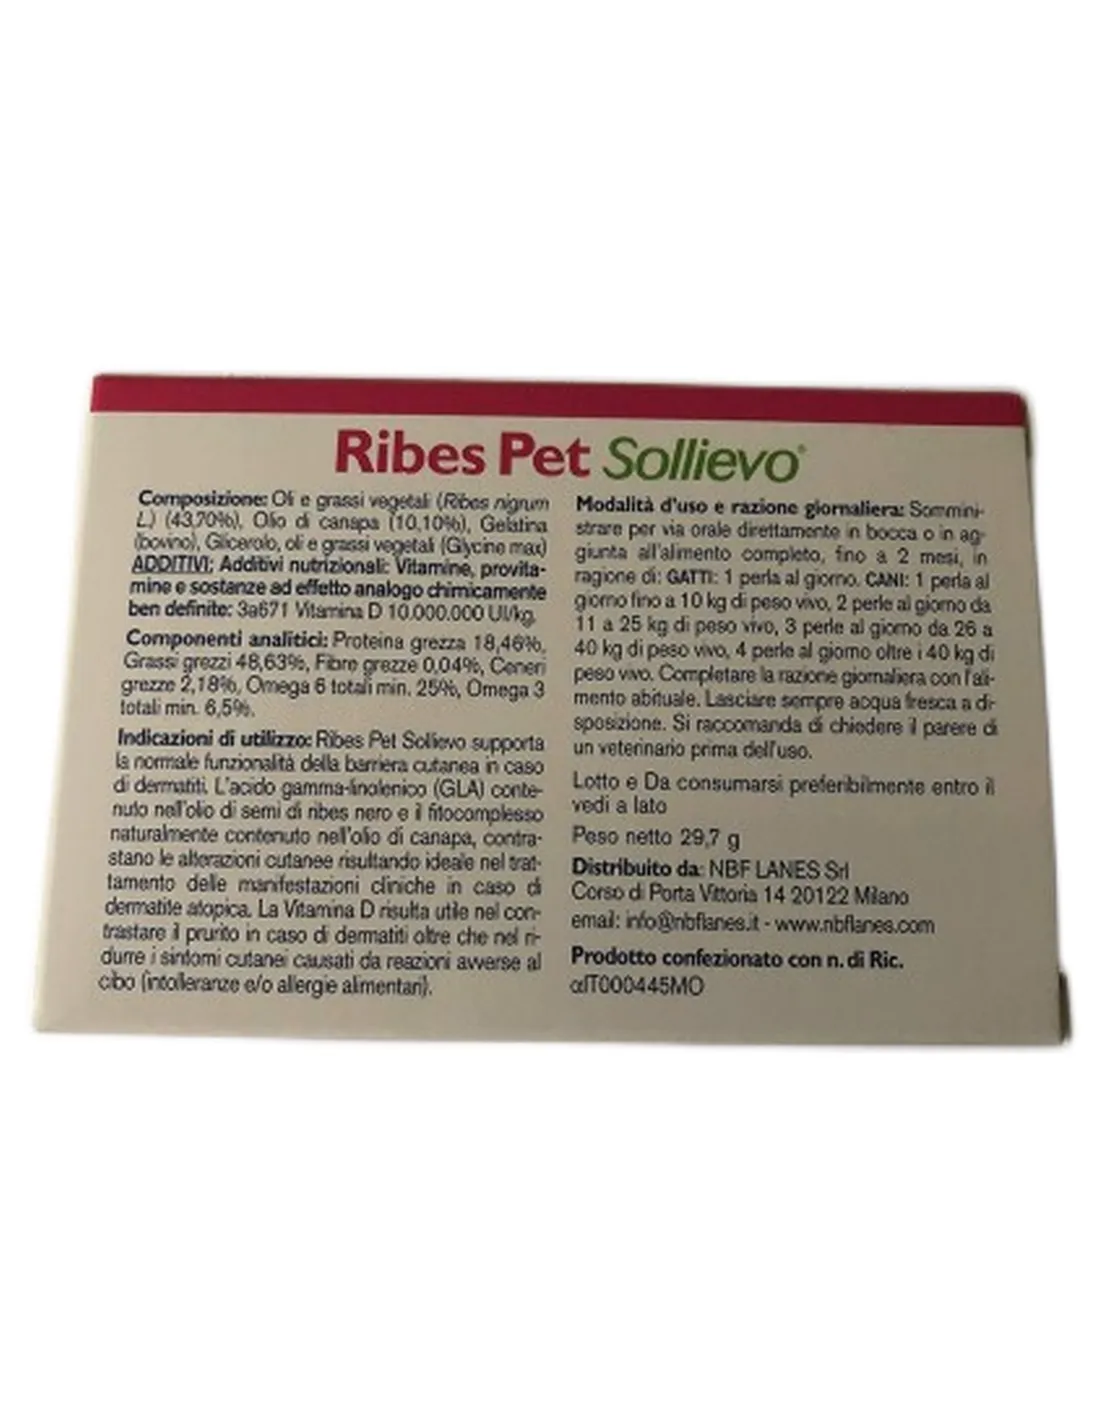 Ribes Pet Sollievo®
Composizione: Oli e grassi vegetali (Ribes nigrum
L.) (43,70%), Olio di canapa (10,10%), Gelatina
(bovino), Glicerolo, oli e grassi vegetali (Glycine max)
ADDITIVI: Additivi nutrizionali: Vitamine, provita-
mine e sostanze ad effetto analogo chimicamente
ben definite: 3a671 Vitamina D 10.000.000 UI/kg.
Componenti analitici: Proteina grezza 18,46%,
Grassi grezzi 48,63%, Fibre grezze 0,04%, Ceneri
grezze 2,18%, Omega 6 totali min. 25%, Omega 3
totali min. 6,5%.
Indicazioni di utilizzo: Ribes Pet Sollievo supporta
la normale funzionalità della barriera cutanea in caso
di dermatiti. L'acido gamma-linolenico (GLA) conte-
nuto nell'olio di semi di ribes nero e il fitocomplesso
naturalmente contenuto nell'olio di canapa, contra-
stano le alterazioni cutanee risultando ideale nel trat-
tamento delle manifestazioni cliniche in caso di
dermatite atopica. La Vitamina D risulta utile nel con-
trastare il prurito in caso di dermatiti oltre che nel ri-
durre i sintomi cutanei causati da reazioni avverse al
cibo (intolleranze e/o allergie alimentari).
Modalità d'uso e razione giornaliera: Sommini-
strare per via orale direttamente in bocca o in ag-
giunta all'alimento completo, fino a 2 mesi, in
ragione di: GATTI: 1 perla al giorno. CANI: 1 perla al
giorno fino a 10 kg di peso vivo, 2 perle al giorno da
11 a 25 kg di peso vivo, 3 perle al giorno da 26 a
40 kg di peso vivo, 4 perle al giorno oltre i 40 kg di
peso vivo. Completare la razione giornaliera con l'ali-
mento abituale. Lasciare sempre acqua fresca a di-
sposizione. Si raccomanda di chiedere il parere di
un veterinario prima dell'uso.
Lotto e Da consumarsi preferibilmente entro il
vedi a lato
Peso netto 29,7 g
Distribuito da: NBF LANES Srl
Corso di Porta Vittoria 14 20122 Milano
email: info@nbflanes.it - www.nbflanes.com
Prodotto confezionato con n. di Ric.
αIT000445MO